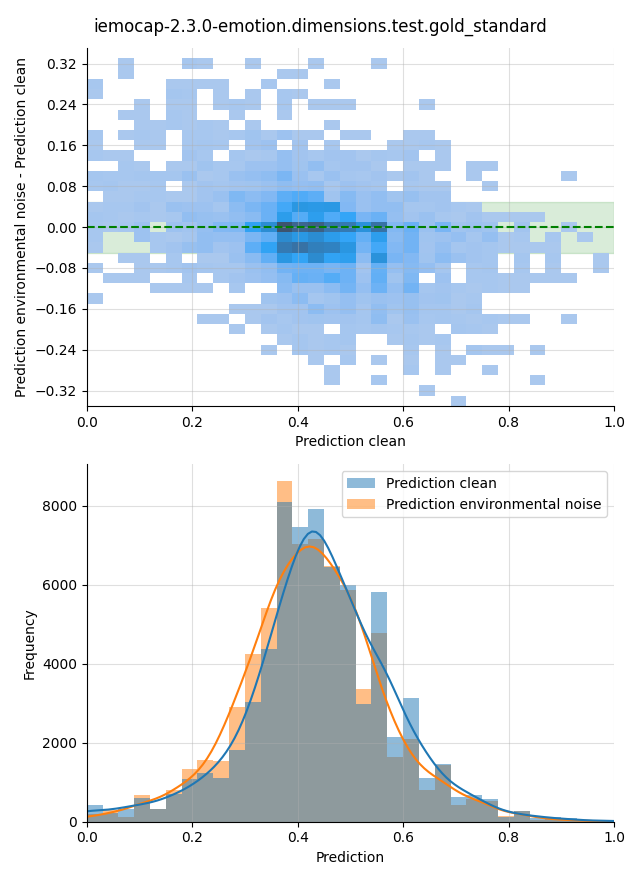 iemocap-2.3.0-emotion.dimensions.test.gold_standard
Prediction environmental noise - Prediction clean
0.32
0.24
0.16
0.08
0.00
−0.08
−0.16
−0.24
−0.32
0.0 0.2 0.4 0.6 0.8 1.0
Prediction clean
Prediction clean
Prediction environmental noise
Frequency
8000
6000
4000
2000
0
0.0 0.2 0.4 0.6 0.8 1.0
Prediction